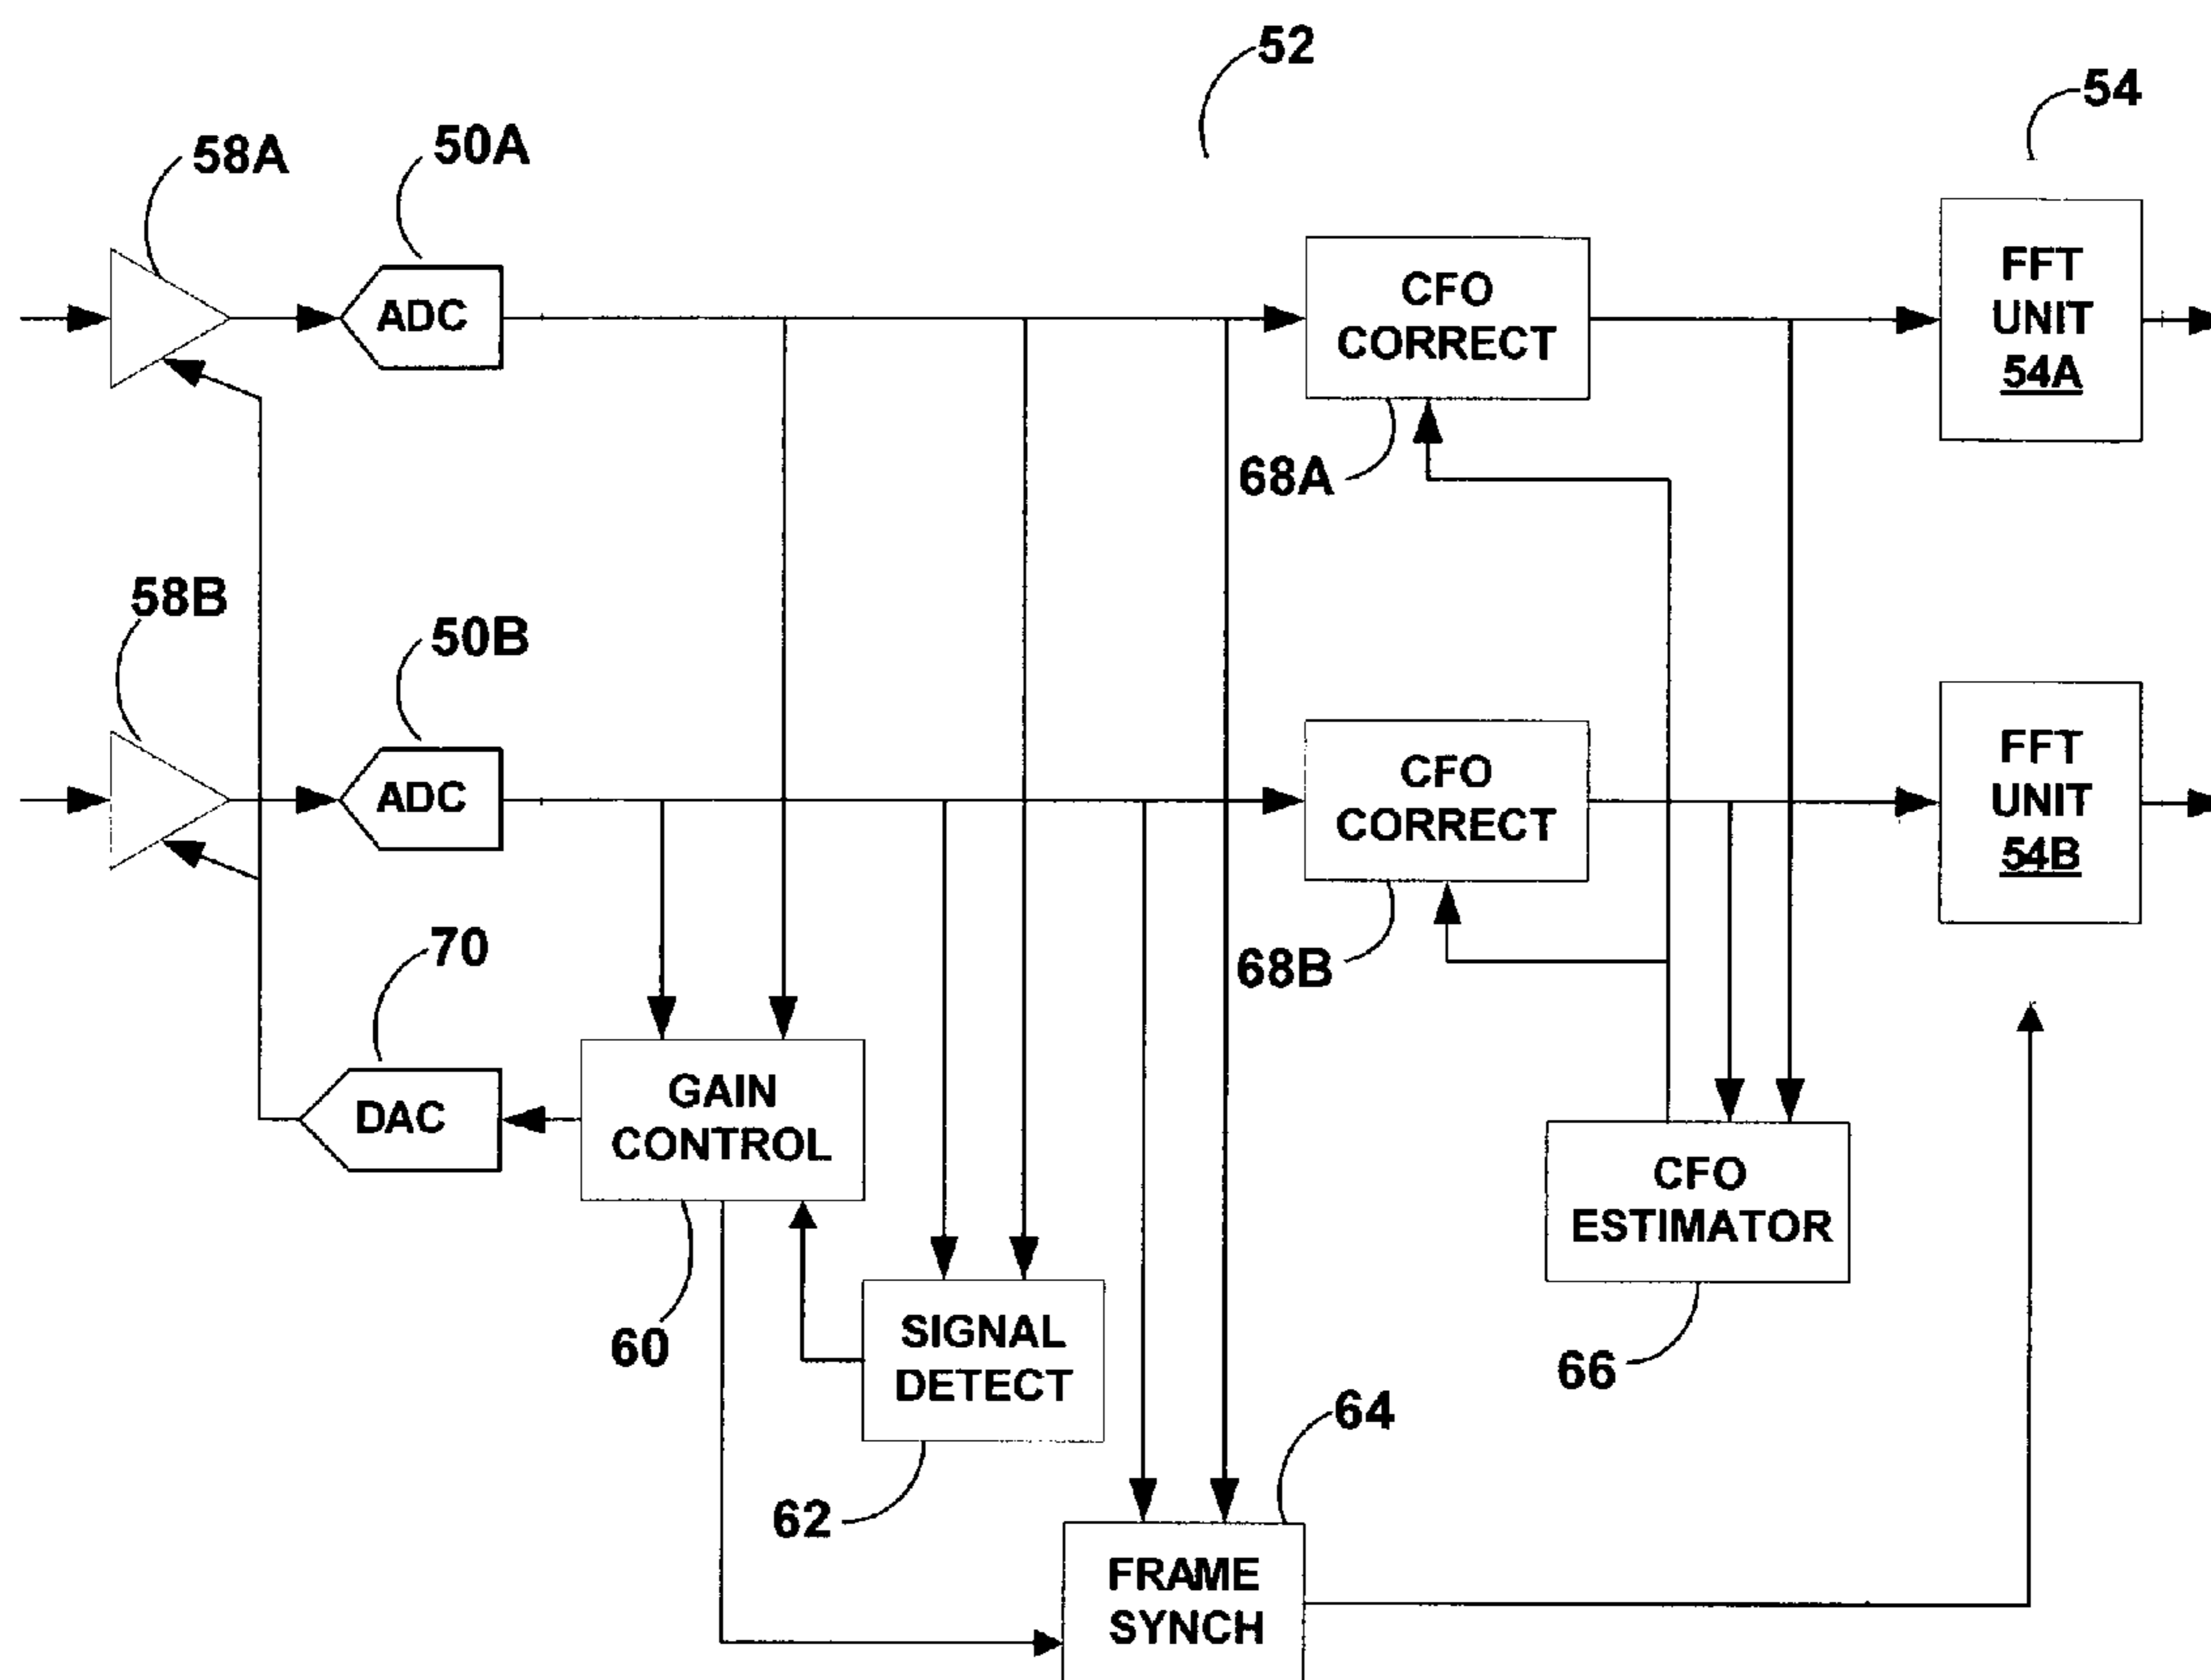 52
54
58A
50A
ADC
CFO
CORRECT
FFT
UNIT
54A
68A
58B
50B
ADC
CFO
CORRECT
FFT
UNIT
54B
70
68B
DAC
GAIN
CONTROL
CFO
ESTIMATOR
60
SIGNAL
DETECT
66
64
62
FRAME
SYNCH